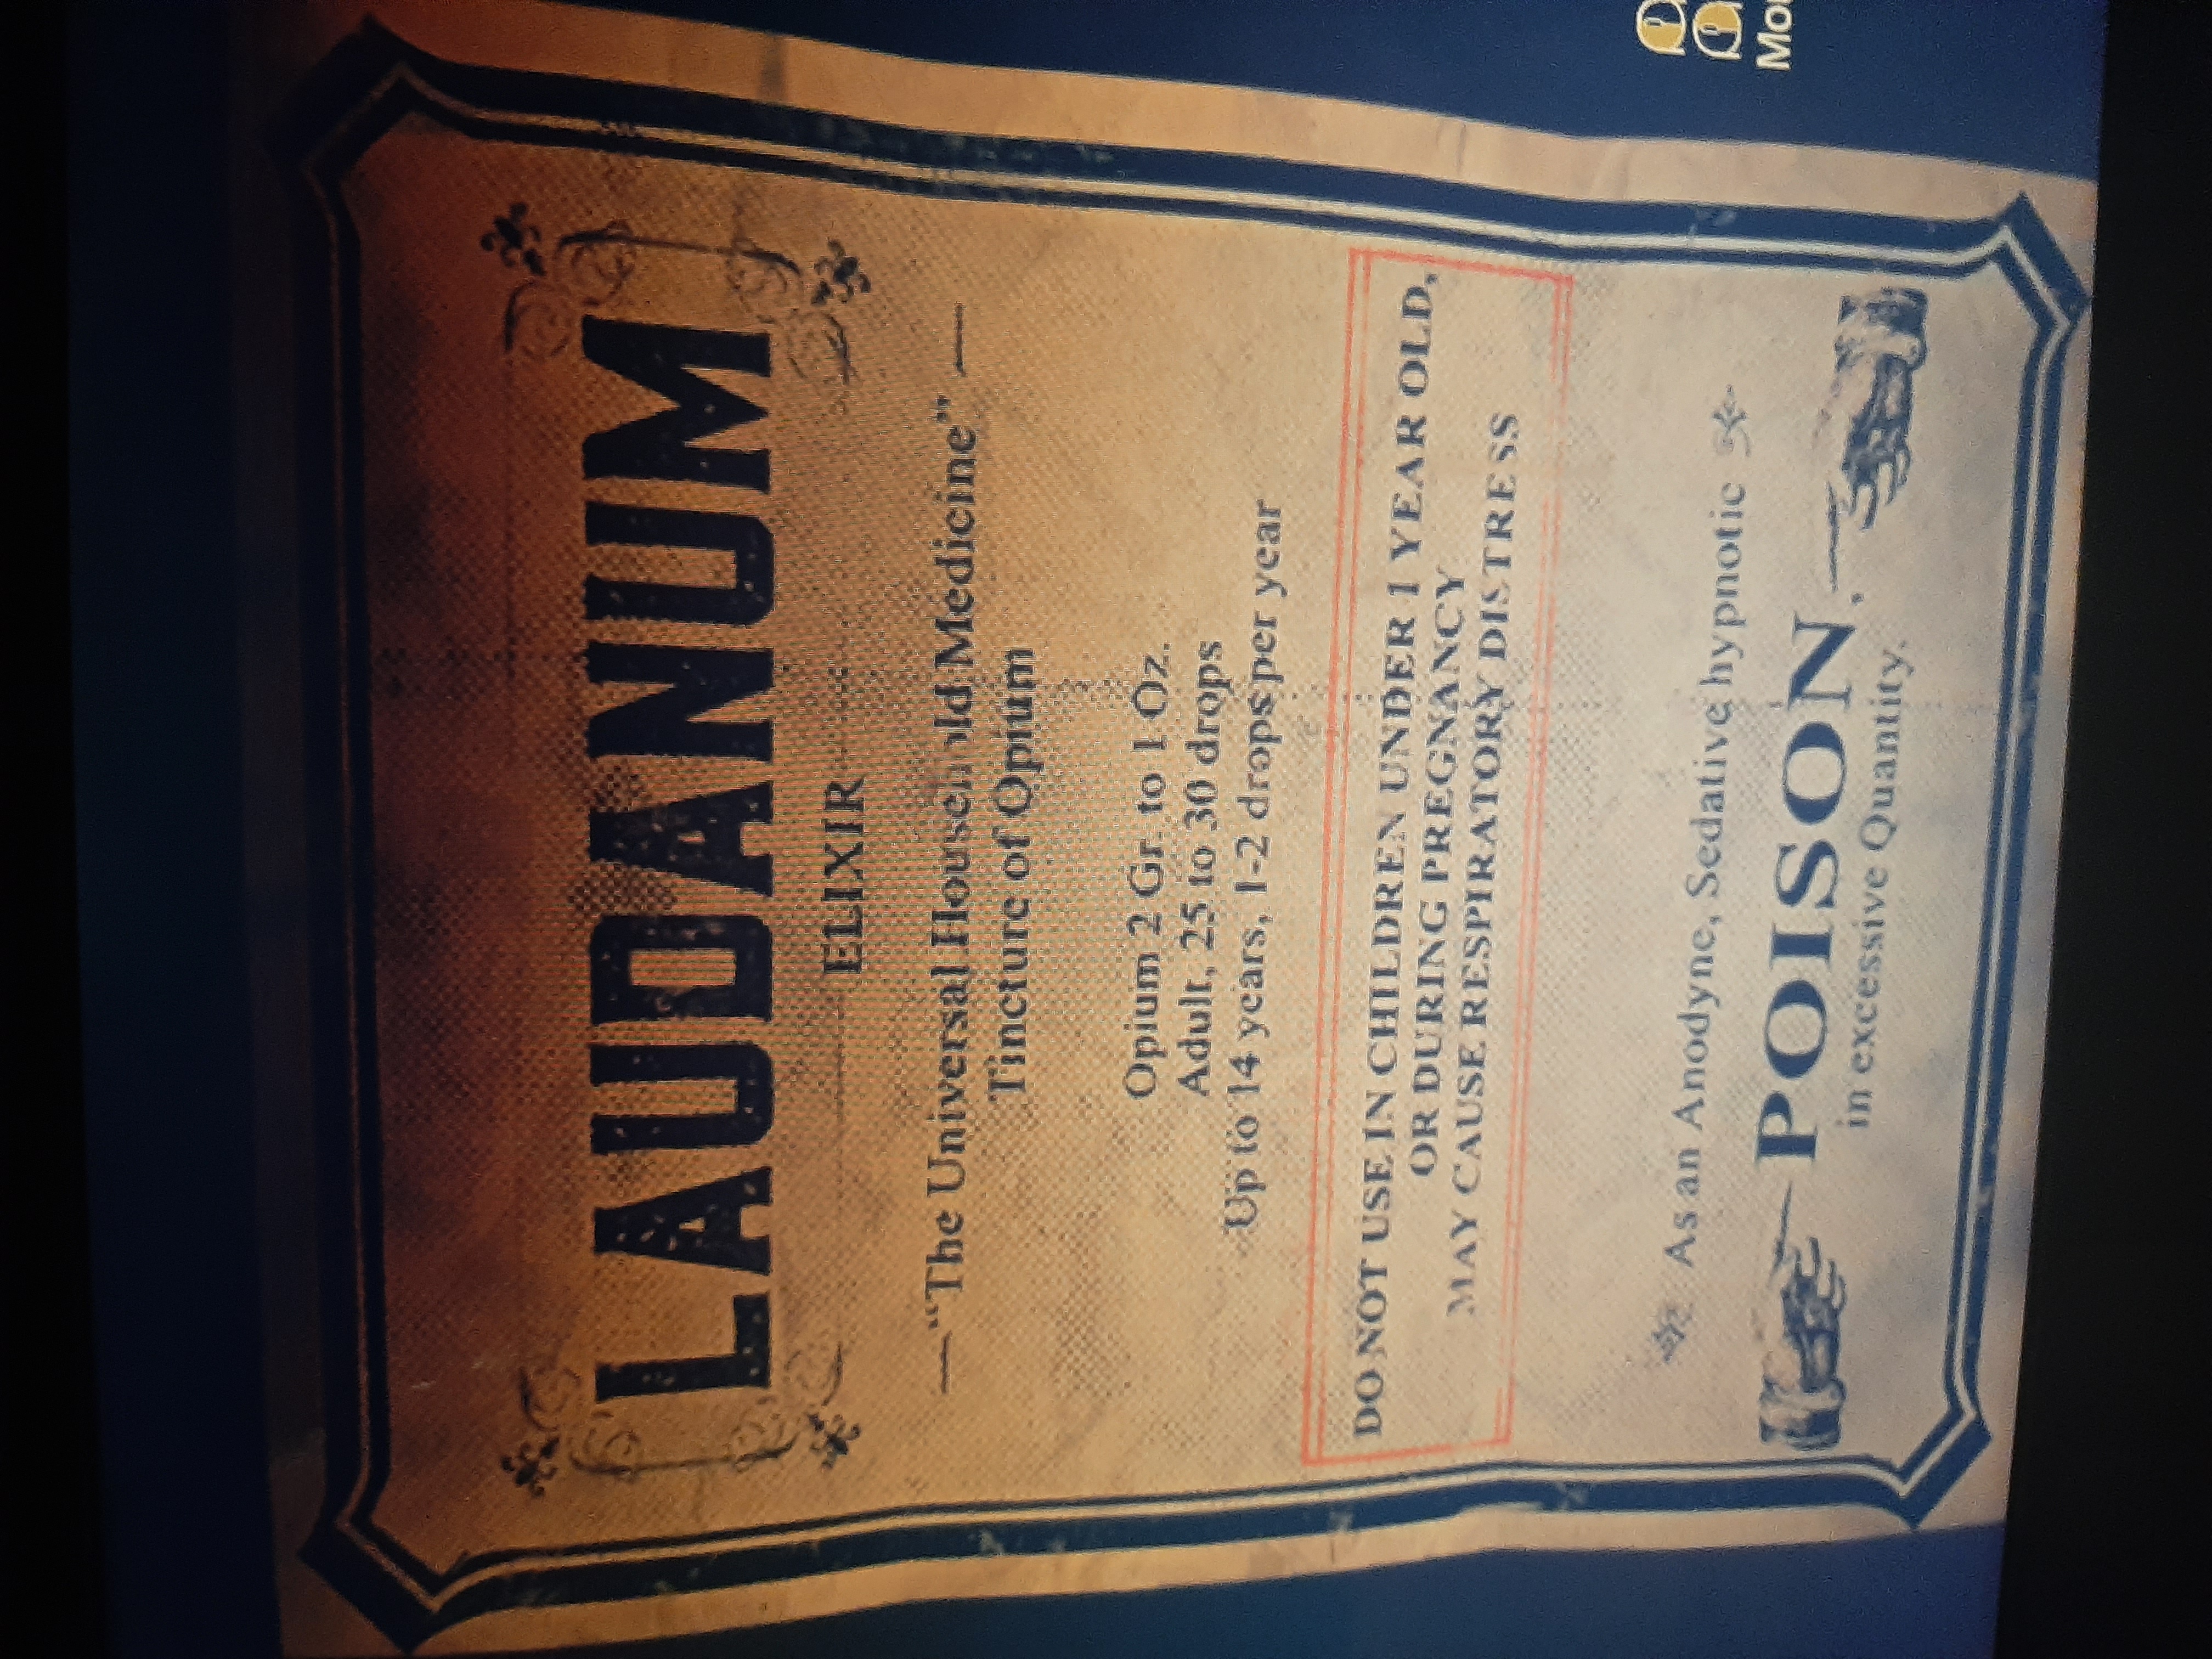 LAUDANUM
ELIXIR
—"The Universal Household Medicine"—
Tincture of Opium
Opium 2 Gr. to 1 Oz.
Adult, 25 to 30 drops
Up to 14 years, 1-2 drops per year
DO NOT USE IN CHILDREN UNDER 1 YEAR OLD,
OR DURING PREGNANCY
MAY CAUSE RESPIRATORY DISTRESS
As an Anodyne, Sedative hypnotic
POISON,
in excessive Quantity.